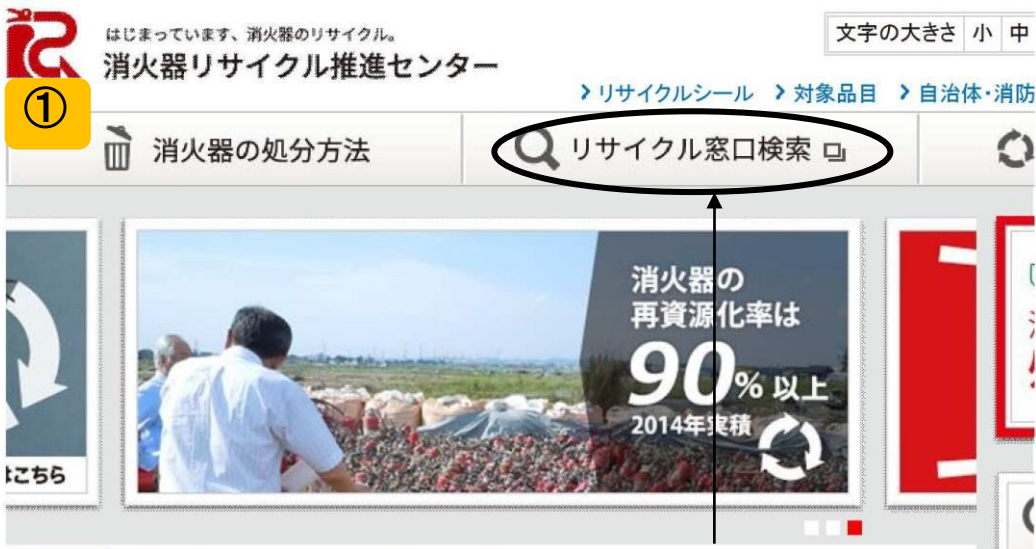 はじまっています、消火器のリサイクル。
消火器リサイクル推進センター
文字の大きさ 小 中
リサイクルシール 対象品目 自治体・消防
①
消火器の処分方法 リサイクル窓口検索
消火器の
再資源化率は
90% 以上
2014年実績
はこちら